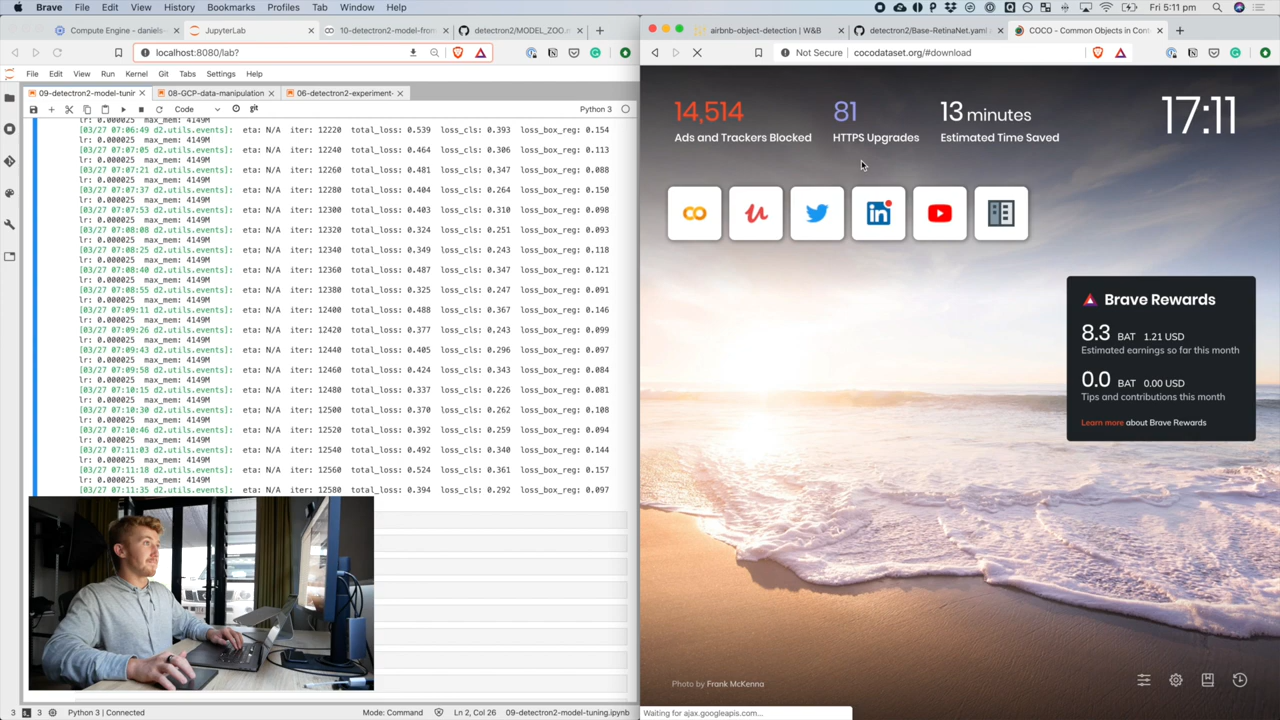 Brave File Edit View History Bookmarks Profiles Tab Window Help
Fri 5:11 pm
Compute Engine - daniels-
JupyterLab
10-detectron2-model-from
detectron2/MODEL_ZOO.m
localhost:8080/lab?
File Edit View Run Kernel Git Tabs Settings Help
09-detectron2-model-tunir
08-GCP-data-manipulation
06-detectron2-experiment-
Code
git
Python 3
lr: 0.000025 max_mem: 4149M
[03/27 07:06:49 d2.utils.events]: eta: N/A iter: 12220 total_loss: 0.539 loss_cls: 0.393 loss_box_reg: 0.154
lr: 0.000025 max_mem: 4149M
[03/27 07:07:05 d2.utils.events]: eta: N/A iter: 12240 total_loss: 0.464 loss_cls: 0.306 loss_box_reg: 0.113
lr: 0.000025 max_mem: 4149M
[03/27 07:07:21 d2.utils.events]: eta: N/A iter: 12260 total_loss: 0.481 loss_cls: 0.347 loss_box_reg: 0.088
lr: 0.000025 max_mem: 4149M
[03/27 07:07:37 d2.utils.events]: eta: N/A iter: 12280 total_loss: 0.404 loss_cls: 0.264 loss_box_reg: 0.150
lr: 0.000025 max_mem: 4149M
[03/27 07:07:53 d2.utils.events]: eta: N/A iter: 12300 total_loss: 0.403 loss_cls: 0.310 loss_box_reg: 0.098
lr: 0.000025 max_mem: 4149M
[03/27 07:08:08 d2.utils.events]: eta: N/A iter: 12320 total_loss: 0.324 loss_cls: 0.251 loss_box_reg: 0.093
lr: 0.000025 max_mem: 4149M
[03/27 07:08:25 d2.utils.events]: eta: N/A iter: 12340 total_loss: 0.349 loss_cls: 0.243 loss_box_reg: 0.118
lr: 0.000025 max_mem: 4149M
[03/27 07:08:40 d2.utils.events]: eta: N/A iter: 12360 total_loss: 0.487 loss_cls: 0.347 loss_box_reg: 0.121
lr: 0.000025 max_mem: 4149M
[03/27 07:08:55 d2.utils.events]: eta: N/A iter: 12380 total_loss: 0.325 loss_cls: 0.247 loss_box_reg: 0.091
lr: 0.000025 max_mem: 4149M
[03/27 07:09:11 d2.utils.events]: eta: N/A iter: 12400 total_loss: 0.488 loss_cls: 0.367 loss_box_reg: 0.146
lr: 0.000025 max_mem: 4149M
[03/27 07:09:26 d2.utils.events]: eta: N/A iter: 12420 total_loss: 0.377 loss_cls: 0.243 loss_box_reg: 0.099
lr: 0.000025 max_mem: 4149M
[03/27 07:09:43 d2.utils.events]: eta: N/A iter: 12440 total_loss: 0.405 loss_cls: 0.296 loss_box_reg: 0.097
lr: 0.000025 max_mem: 4149M
[03/27 07:09:58 d2.utils.events]: eta: N/A iter: 12460 total_loss: 0.424 loss_cls: 0.343 loss_box_reg: 0.084
lr: 0.000025 max_mem: 4149M
[03/27 07:10:15 d2.utils.events]: eta: N/A iter: 12480 total_loss: 0.337 loss_cls: 0.226 loss_box_reg: 0.081
lr: 0.000025 max_mem: 4149M
[03/27 07:10:30 d2.utils.events]: eta: N/A iter: 12500 total_loss: 0.370 loss_cls: 0.262 loss_box_reg: 0.108
lr: 0.000025 max_mem: 4149M
[03/27 07:10:46 d2.utils.events]: eta: N/A iter: 12520 total_loss: 0.392 loss_cls: 0.259 loss_box_reg: 0.094
lr: 0.000025 max_mem: 4149M
[03/27 07:11:03 d2.utils.events]: eta: N/A iter: 12540 total_loss: 0.492 loss_cls: 0.340 loss_box_reg: 0.144
lr: 0.000025 max_mem: 4149M
[03/27 07:11:18 d2.utils.events]: eta: N/A iter: 12560 total_loss: 0.524 loss_cls: 0.361 loss_box_reg: 0.157
lr: 0.000025 max_mem: 4149M
[03/27 07:11:35 d2.utils.events]: eta: N/A iter: 12580 total_loss: 0.394 loss_cls: 0.292 loss_box_reg: 0.097
3 3 Python 3 | Connected
Mode: Command
Ln 2, Col 26
09-detectron2-model-tuning.ipynb
airbnb-object-detection | W&B
detectron2/Base-RetinaNet.yaml
COCO - Common Objects in Con
Not Secure cocodataset.org/#download
14,514
Ads and Trackers Blocked
81
HTTPS Upgrades
13 minutes
Estimated Time Saved
17:11
in
Brave Rewards
8.3 BAT 1.21 USD
Estimated earnings so far this month
0.0 BAT 0.00 USD
Tips and contributions this month
Learn more about Brave Rewards
Photo by Frank McKenna
Waiting for ajax.googleapis.com...